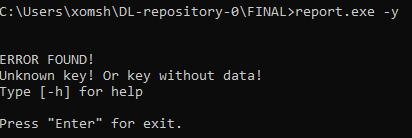 C:\Users\xomsh\DL-repository-0\FINAL>report.exe -y
ERROR FOUND!
Unknown key! Or key without data!
Type [-h] for help
Press "Enter" for exit.